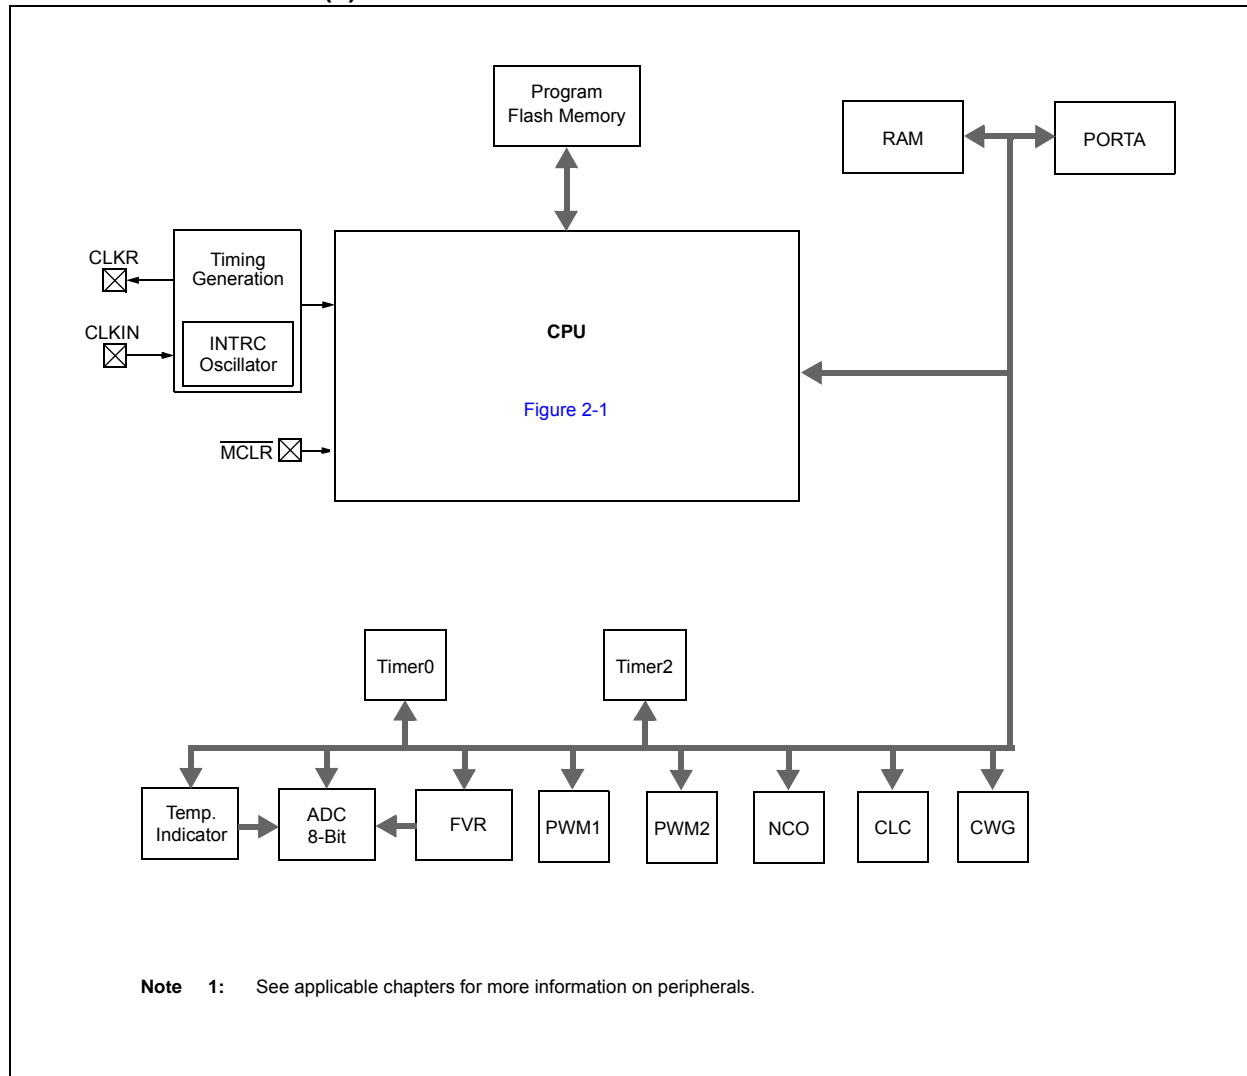 Program
Flash Memory
RAM
PORTA
CLKR
Timing
Generation
CLKIN
INTRC
Oscillator
CPU
Figure 2-1
MCLR
Timer0
Timer2
Temp.
Indicator
ADC
8-Bit
FVR
PWM1
PWM2
NCO
CLC
CWG
Note 1: See applicable chapters for more information on peripherals.